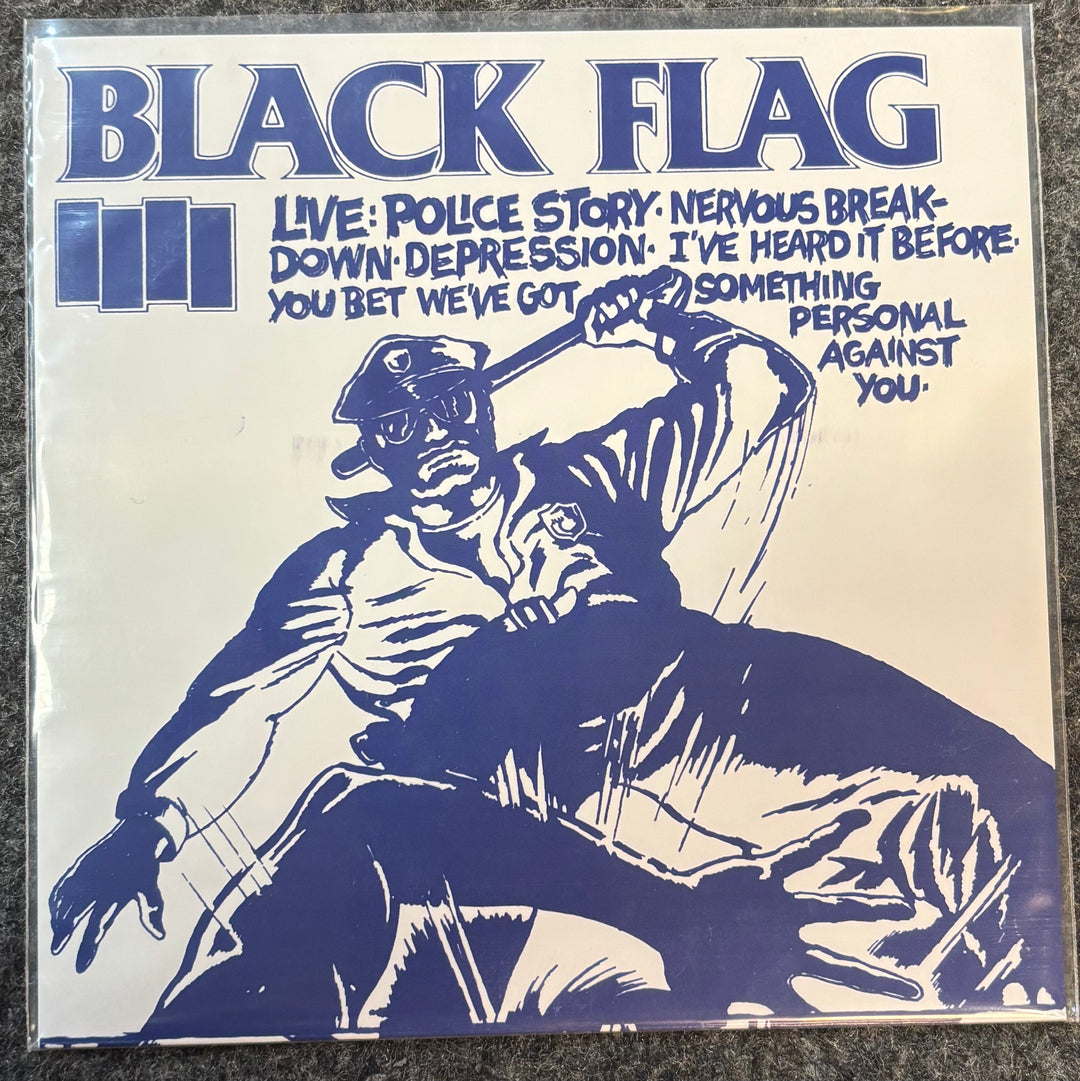 BLACK FLAG
LIVE: POLICE STORY. NERVOUS BREAK-
DOWN. DEPRESSION. I'VE HEARD IT BEFORE.
YOU BET WE'VE GOT SOMETHING
PERSONAL
AGAINST
YOU.